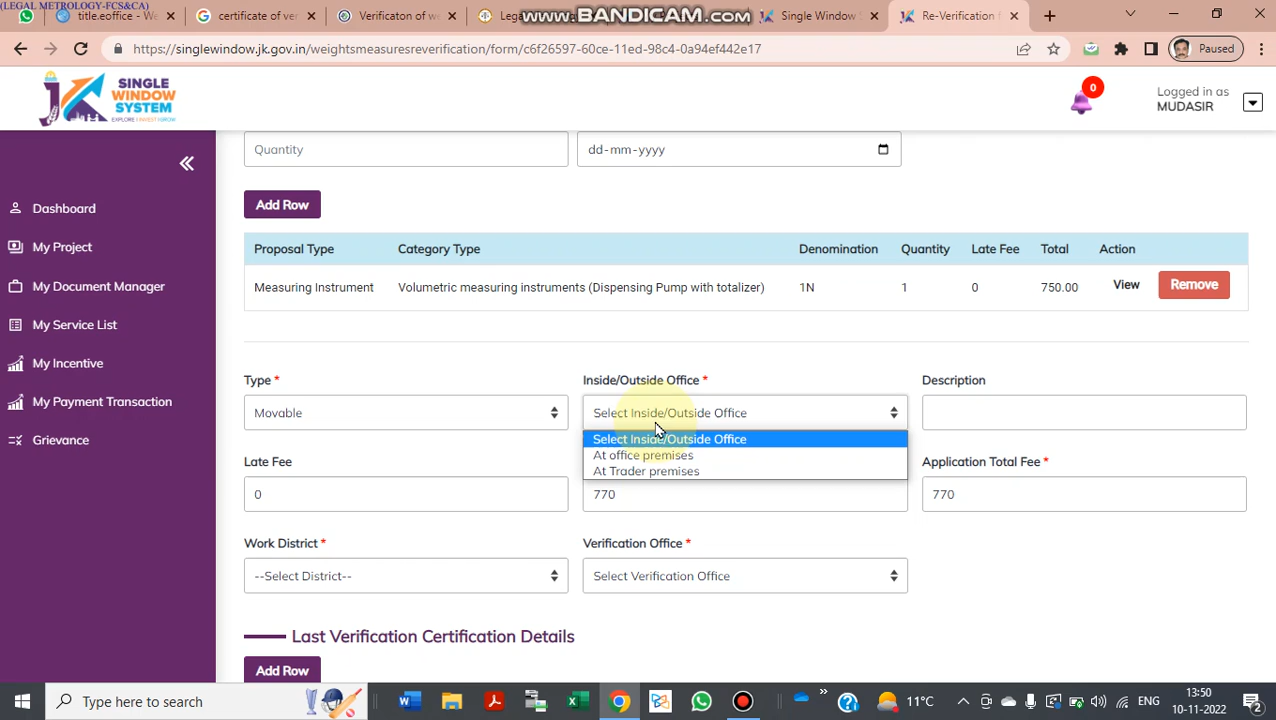 (LEGAL METROLOGY-FCS&CA)
www.BANDICAM.com
title.eoffice - Wind
certificate of ver
Verification of we
Lega
Single Window
Re-Verification f
https://singlewindow.jk.gov.in/weightsmeasuresreverification/form/c6f26597-60ce-11ed-98c4-0a94ef442e17
Paused
SINGLE
WINDOW
SYSTEM
0
Logged in as
MUDASIR
Quantity
dd-mm-yyyy
Dashboard
My Project
My Document Manager
My Service List
My Incentive
My Payment Transaction
Grievance
Add Row
Proposal Type Category Type Denomination Quantity Late Fee Total Action
Measuring Instrument Volumetric measuring instruments (Dispensing Pump with totalizer) 1N 1 0 750.00 View Remove
Type * Inside/Outside Office * Description
Movable Select Inside/Outside Office
Select Inside/Outside Office
At office premises
At Trader premises
Late Fee Application Total Fee *
0 770 770
Work District * Verification Office *
--Select District-- Select Verification Office
Last Verification Certification Details
Add Row
Type here to search
11°C
ENG
13:50
10-11-2022
2